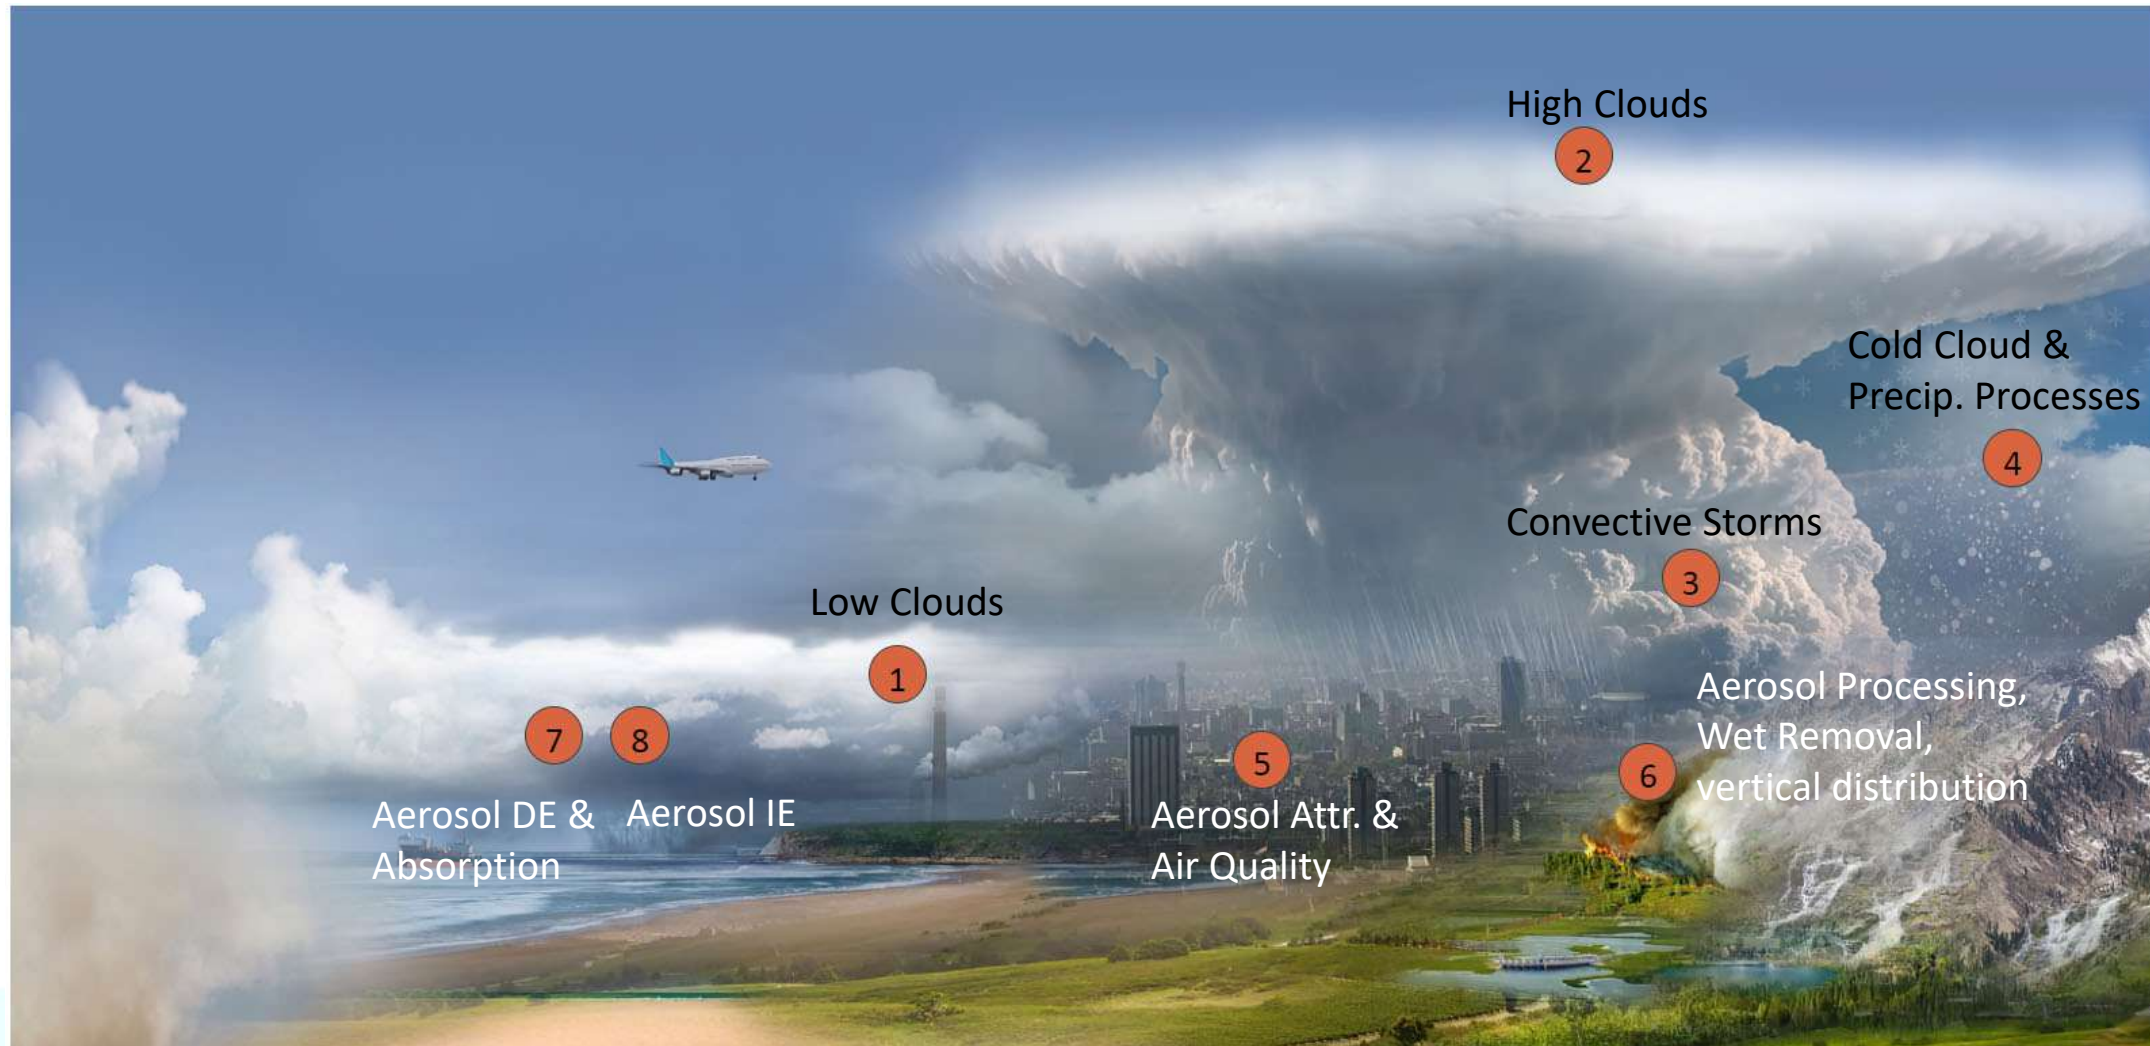 High Clouds
2
Cold Cloud &
Precip. Processes
4
Convective Storms
3
Low Clouds
1
Aerosol Processing,
Wet Removal,
vertical distribution
6
7
8
5
Aerosol DE &
Absorption
Aerosol IE
Aerosol Attr. &
Air Quality